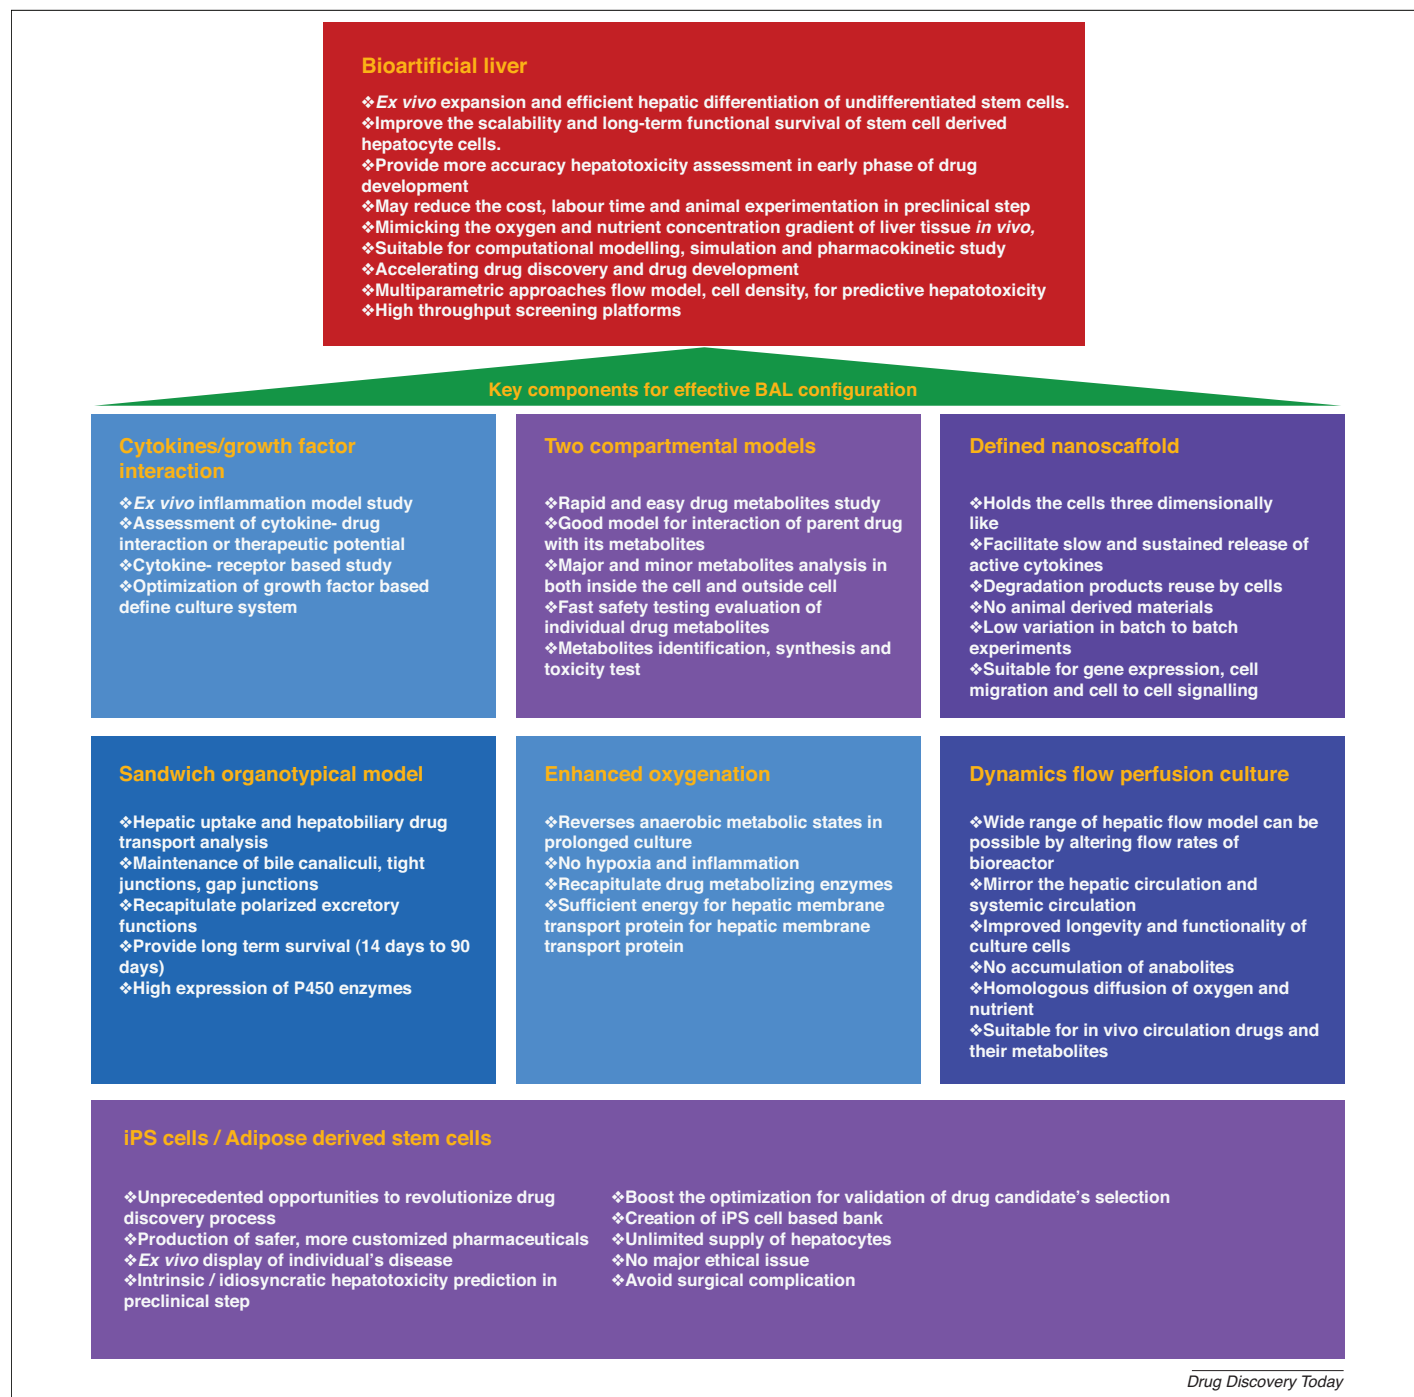 Bioartificial liver
❖Ex vivo expansion and efficient hepatic differentiation of undifferentiated stem cells.
❖Improve the scalability and long-term functional survival of stem cell derived
hepatocyte cells.
❖Provide more accuracy hepatotoxicity assessment in early phase of drug
development
❖May reduce the cost, labour time and animal experimentation in preclinical step
❖Mimicking the oxygen and nutrient concentration gradient of liver tissue in vivo,
❖Suitable for computational modelling, simulation and pharmacokinetic study
❖Accelerating drug discovery and drug development
❖Multiparametric approaches flow model, cell density, for predictive hepatotoxicity
❖High throughput screening platforms
Key components for effective BAL configuration
Cytokines/growth factor
interaction
❖Ex vivo inflammation model study
❖Assessment of cytokine- drug
interaction or therapeutic potential
❖Cytokine- receptor based study
❖Optimization of growth factor based
define culture system
Two compartmental models
❖Rapid and easy drug metabolites study
❖Good model for interaction of parent drug
with its metabolites
❖Major and minor metabolites analysis in
both inside the cell and outside cell
❖Fast safety testing evaluation of
individual drug metabolites
❖Metabolites identification, synthesis and
toxicity test
Defined nanoscaffold
❖Holds the cells three dimensionally
like
❖Facilitate slow and sustained release of
active cytokines
❖Degradation products reuse by cells
❖No animal derived materials
❖Low variation in batch to batch
experiments
❖Suitable for gene expression, cell
migration and cell to cell signalling
Sandwich organotypical model
❖Hepatic uptake and hepatobiliary drug
transport analysis
❖Maintenance of bile canaliculi, tight
junctions, gap junctions
❖Recapitulate polarized excretory
functions
❖Provide long term survival (14 days to 90
days)
❖High expression of P450 enzymes
Enhanced oxygenation
❖Reverses anaerobic metabolic states in
prolonged culture
❖No hypoxia and inflammation
❖Recapitulate drug metabolizing enzymes
❖Sufficient energy for hepatic membrane
transport protein for hepatic membrane
transport protein
Dynamics flow perfusion culture
❖Wide range of hepatic flow model can be
possible by altering flow rates of
bioreactor
❖Mirror the hepatic circulation and
systemic circulation
❖Improved longevity and functionality of
culture cells
❖No accumulation of anabolites
❖Homologous diffusion of oxygen and
nutrient
❖Suitable for in vivo circulation drugs and
their metabolites
iPS cells / Adipose derived stem cells
❖Unprecedented opportunities to revolutionize drug
discovery process
❖Production of safer, more customized pharmaceuticals
❖Ex vivo display of individual's disease
❖Intrinsic / idiosyncratic hepatotoxicity prediction in
preclinical step
❖Boost the optimization for validation of drug candidate's selection
❖Creation of iPS cell based bank
❖Unlimited supply of hepatocytes
❖No major ethical issue
❖Avoid surgical complication
Drug Discovery Today